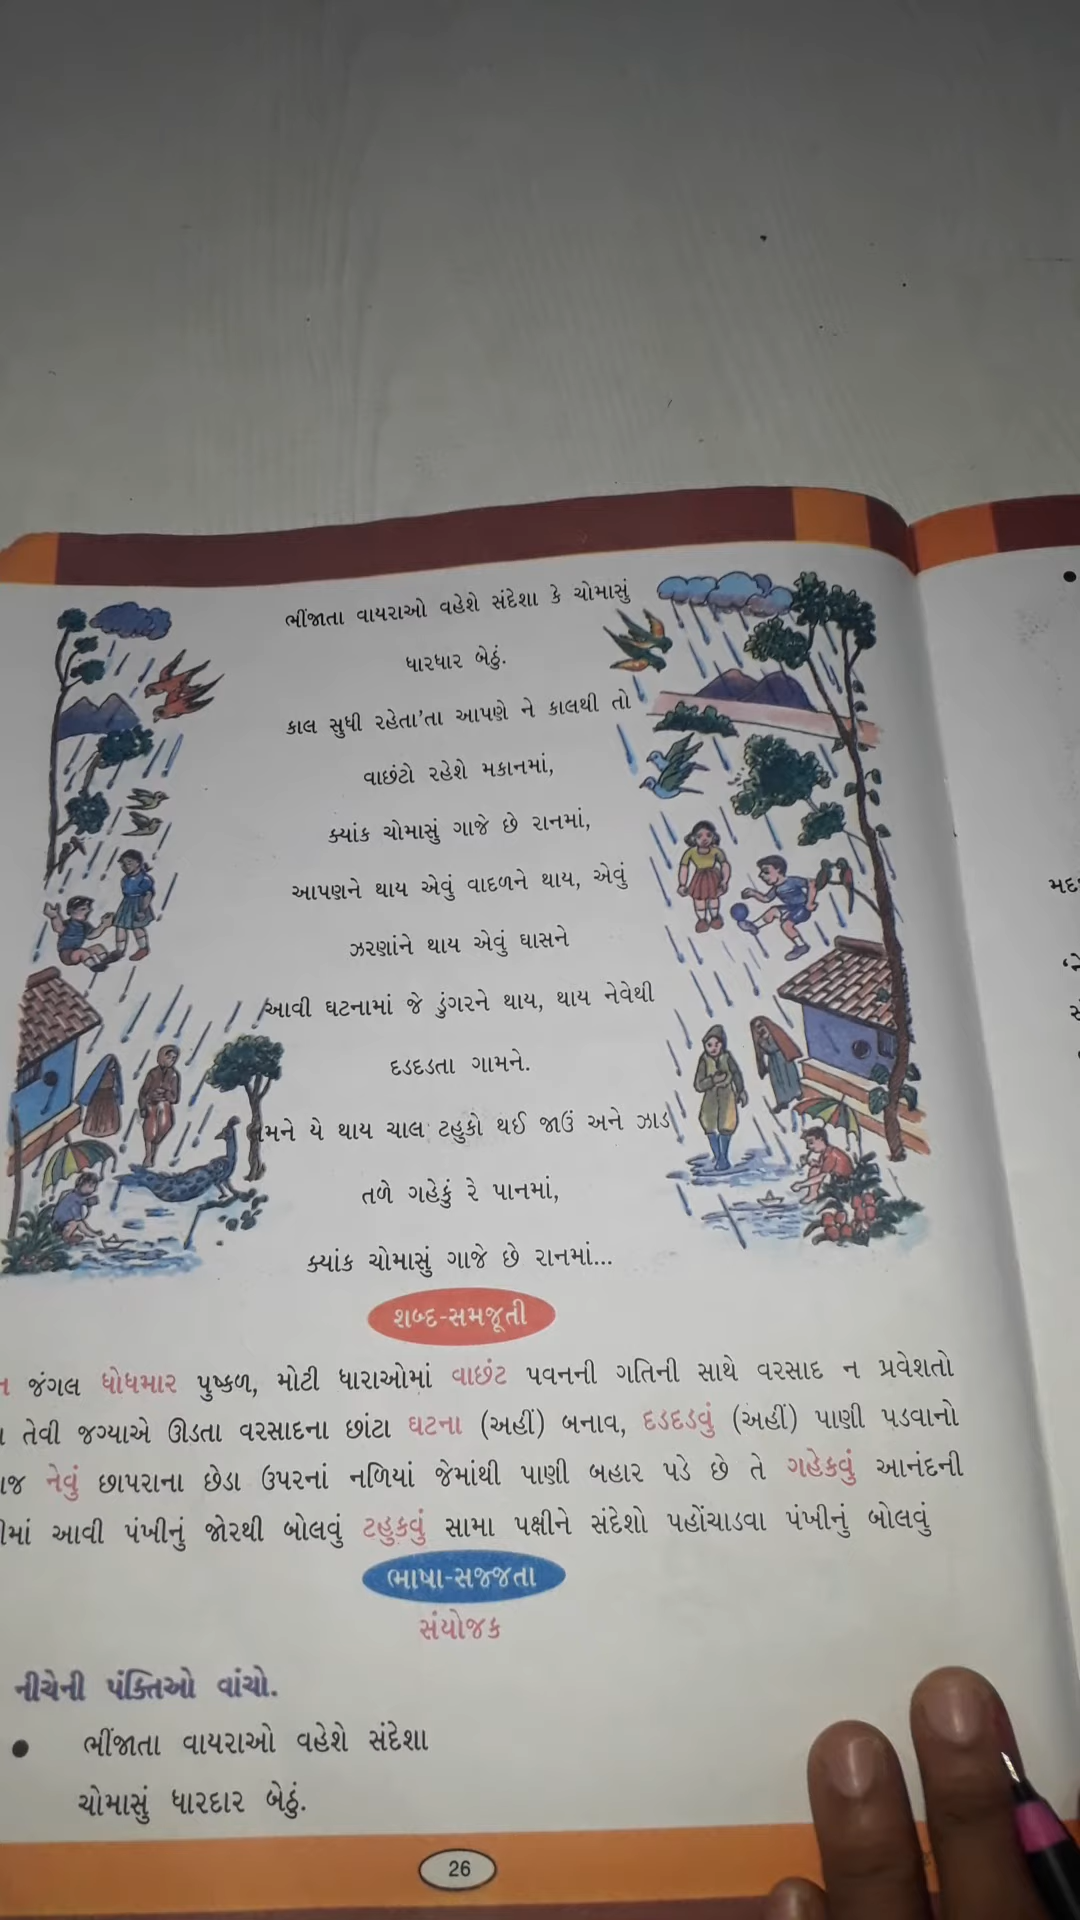 ભીંજાતા વાયરાઓ વહેશે સંદેશા કે ચોમાસું
ધારધાર બેઠું.
કાલ સુધી રહેતા'તા આપણે ને કાલથી તો
વાછંટો રહેશે મકાનમાં,
ક્યાંક ચોમાસું ગાજે છે રાનમાં,
આપણને થાય એવું વાદળને થાય, એવું
ઝરણાંને થાય એવું ઘાસને
આવી ઘટનામાં જે ડુંગરને થાય, થાય નેવેથી
દડદડતા ગામને.
મને યે થાય ચાલ ટહુકો થઈ જાઉં અને ઝાડ
તળે ગહેકું રે પાનમાં,
ક્યાંક ચોમાસું ગાજે છે રાનમાં...
શબ્દ-સમજૂતી
જંગલ ધોધમાર પુષ્કળ, મોટી ધારાઓમાં વાછંટ પવનની ગતિની સાથે વરસાદ ન પ્રવેશતો
તેવી જગ્યાએ ઊડતા વરસાદના છાંટા ઘટના (અહીં) બનાવ, દડદડવું (અહીં) પાણી પડવાનો
નેવું છાપરાના છેડા ઉપરનાં નળિયાં જેમાંથી પાણી બહાર પડે છે તે ગહેકવું આનંદની
આવી પંખીનું જોરથી બોલવું ટહુકવું સામા પક્ષીને સંદેશો પહોંચાડવા પંખીનું બોલવું
ભાષા-સજ્જતા
સંયોજક
નીચેની પંક્તિઓ વાંચો.
● ભીંજાતા વાયરાઓ વહેશે સંદેશા
ચોમાસું ધારદાર બેઠું.
26